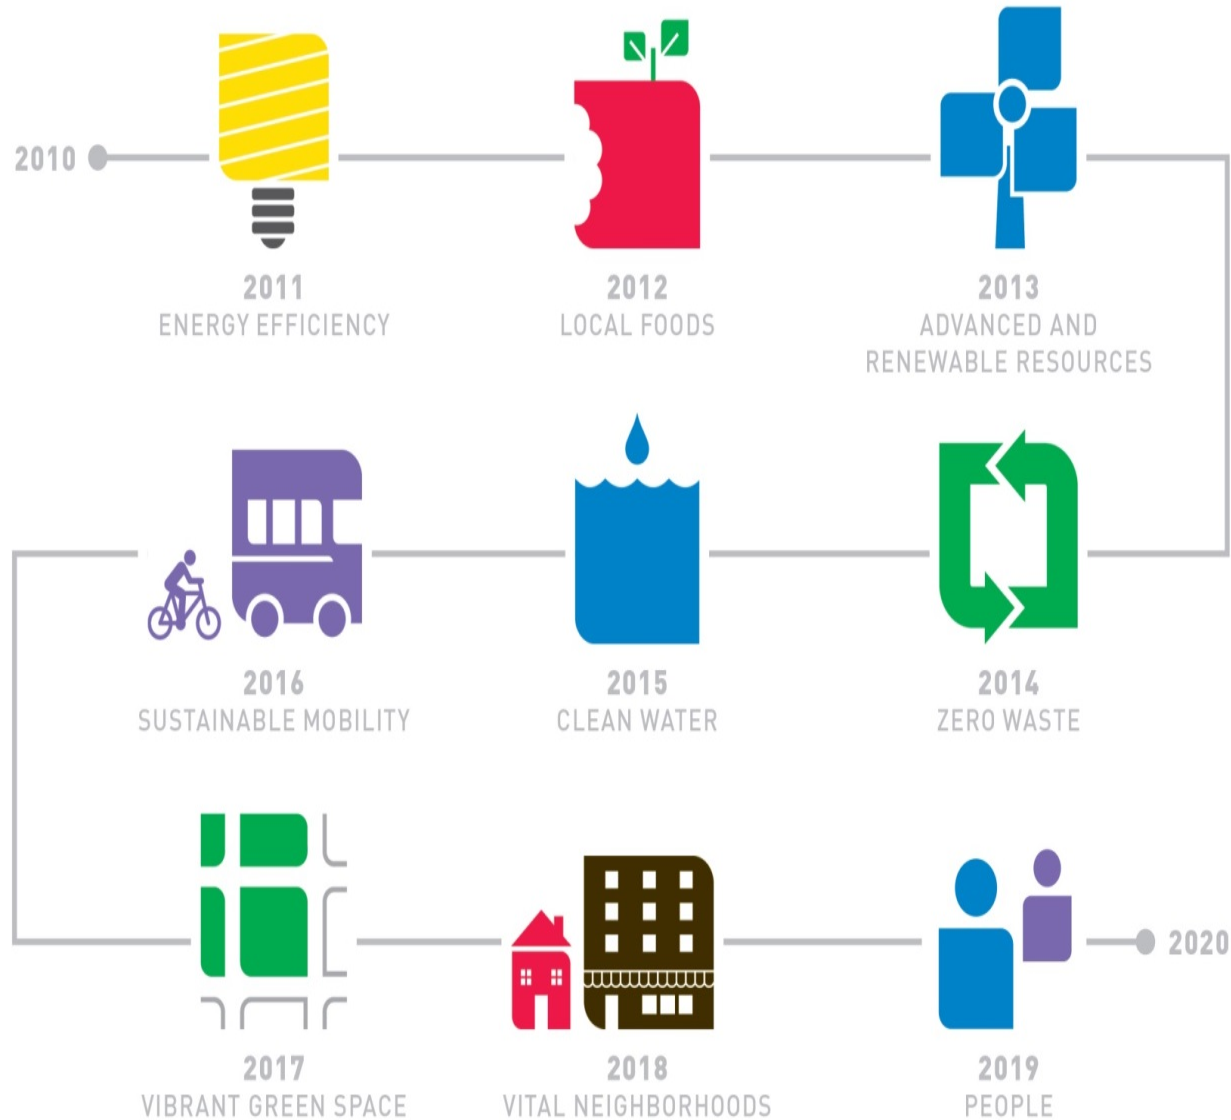 2010
2011
ENERGY EFFICIENCY
2012
LOCAL FOODS
2013
ADVANCED AND
RENEWABLE RESOURCES
2016
SUSTAINABLE MOBILITY
2015
CLEAN WATER
2014
ZERO WASTE
2017
VIBRANT GREEN SPACE
2018
VITAL NEIGHBORHOODS
2019
PEOPLE
2020